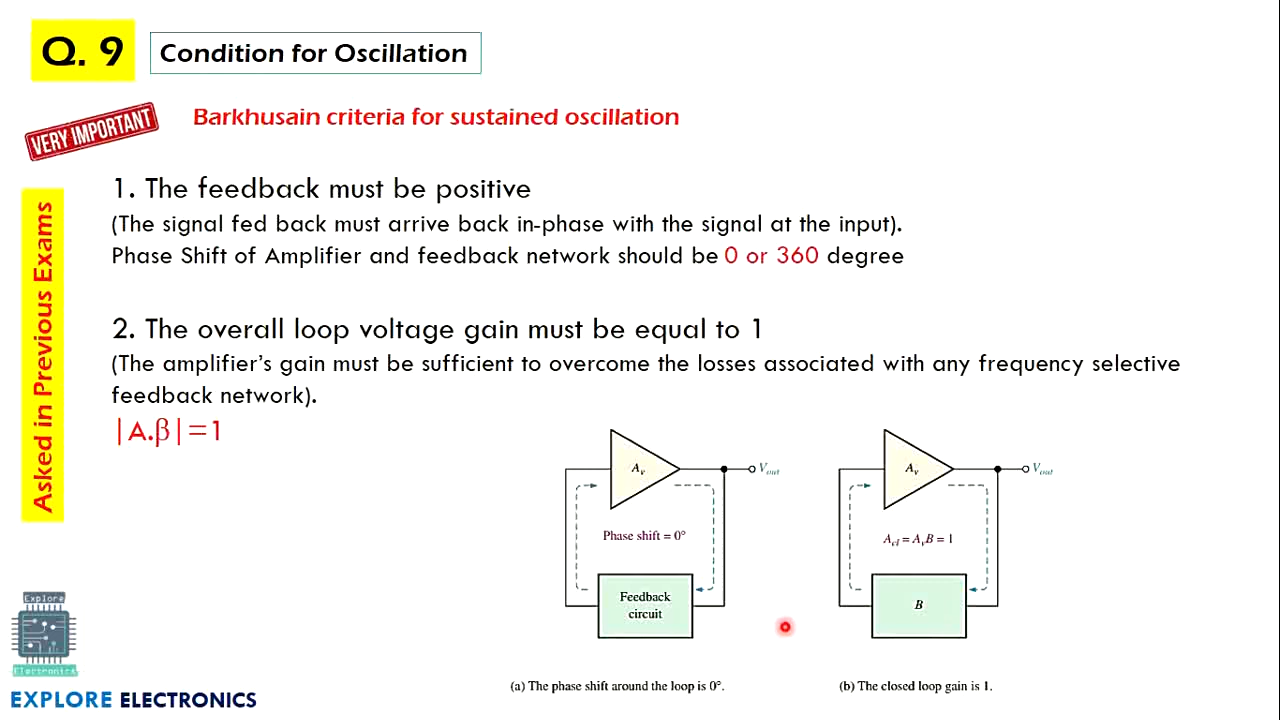 Q. 9
Condition for Oscillation
VERY IMPORTANT
Barkhusain criteria for sustained oscillation
Asked in Previous Exams
1. The feedback must be positive
(The signal fed back must arrive back in-phase with the signal at the input).
Phase Shift of Amplifier and feedback network should be 0 or 360 degree
2. The overall loop voltage gain must be equal to 1
(The amplifier's gain must be sufficient to overcome the losses associated with any frequency selective
feedback network).
|A.β|=1
Av
Vout
Phase shift = 0°
Feedback
circuit
(a) The phase shift around the loop is 0°.
Av
Vout
Acl = AvB = 1
B
(b) The closed loop gain is 1.
Explore
Electronics
EXPLORE ELECTRONICS